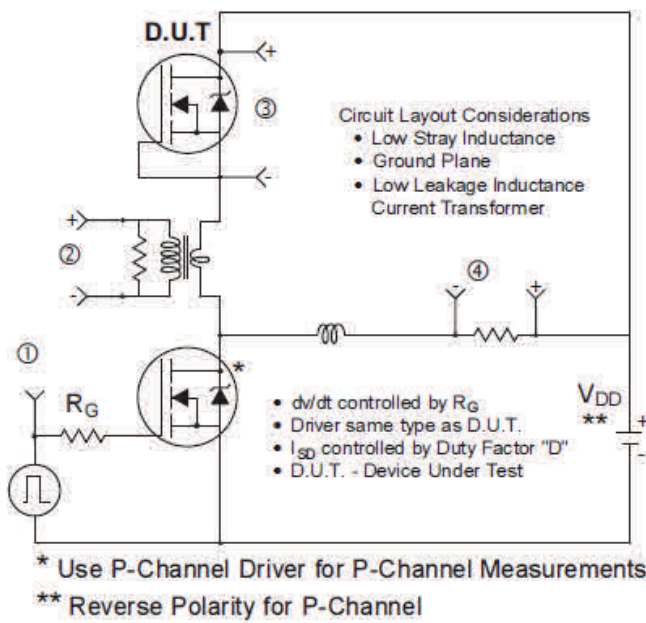 D.U.T
+
③
-
Circuit Layout Considerations
• Low Stray Inductance
• Ground Plane
• Low Leakage Inductance
Current Transformer
+
②
-
④
-
+
①
R_G
*
• dv/dt controlled by R_G
• Driver same type as D.U.T.
• I_SD controlled by Duty Factor "D"
• D.U.T. - Device Under Test
V_DD
**
+
-
* Use P-Channel Driver for P-Channel Measurements
** Reverse Polarity for P-Channel